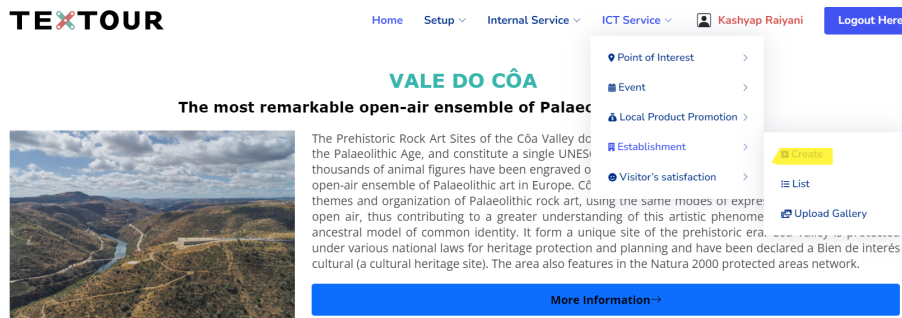 TEXTOUR
Home Setup Internal Service ICT Service Kashyap Raiyani Logout Here
Point of Interest
Event
Local Product Promotion
Establishment
Visitor's satisfaction
Create
List
Upload Gallery
VALE DO CÔA
The most remarkable open-air ensemble of Palaeo
The Prehistoric Rock Art Sites of the Côa Valley do
the Palaeolithic Age, and constitute a single UNES
thousands of animal figures have been engraved o
open-air ensemble of Palaeolithic art in Europe. Cô
themes and organization of Palaeolithic rock art, using the same modes of expre
open air, thus contributing to a greater understanding of this artistic phenome
ancestral model of common identity. It form a unique site of the prehistoric era. Côa Valley is protected
under various national laws for heritage protection and planning and have been declared a Bien de interés
cultural (a cultural heritage site). The area also features in the Natura 2000 protected areas network.
More Information